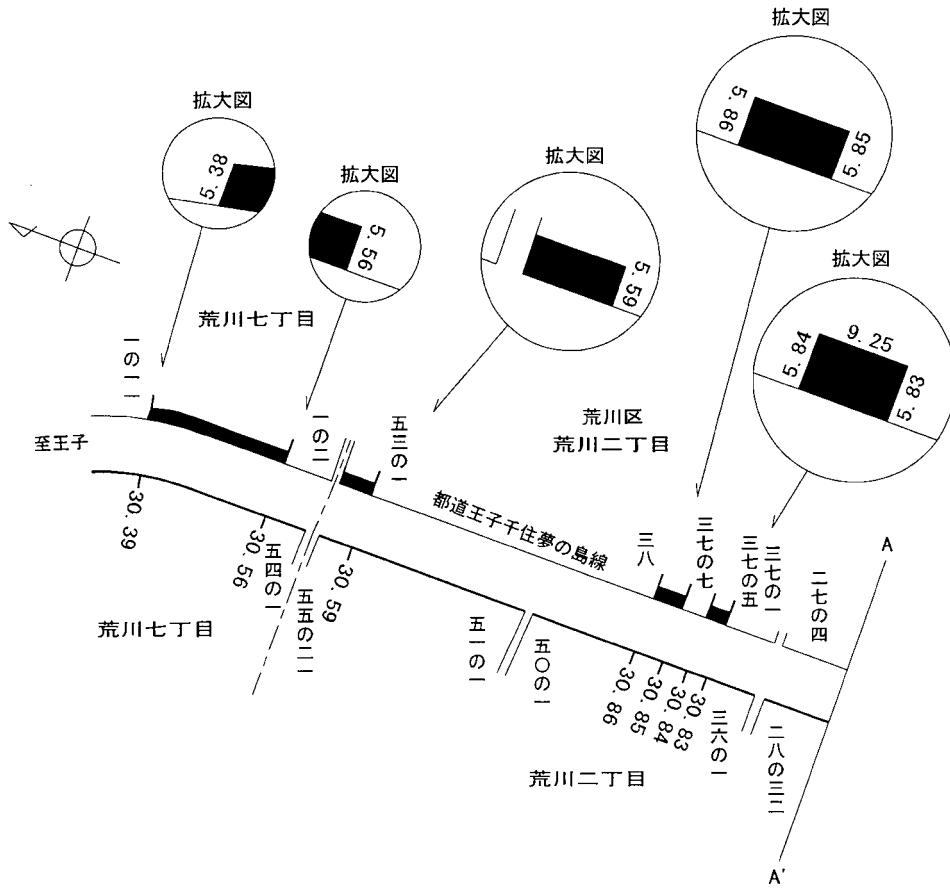 拡大図
5.86
5.85
拡大図
5.38
拡大図
5.56
拡大図
5.59
拡大図
5.84
9.25
5.83
荒川七丁目
荒川区
荒川二丁目
一の一一
一の二
五三の1
至王子
都道王子千住夢の島線
三八
三七の七
三七の五
三七の一
二七の四
A
30.39
30.56
五四の1
30.59
五五の二一
荒川七丁目
五一の一
五〇の一
30.86
30.85
30.84
30.83
三六の一
二八の三二
荒川二丁目
A'